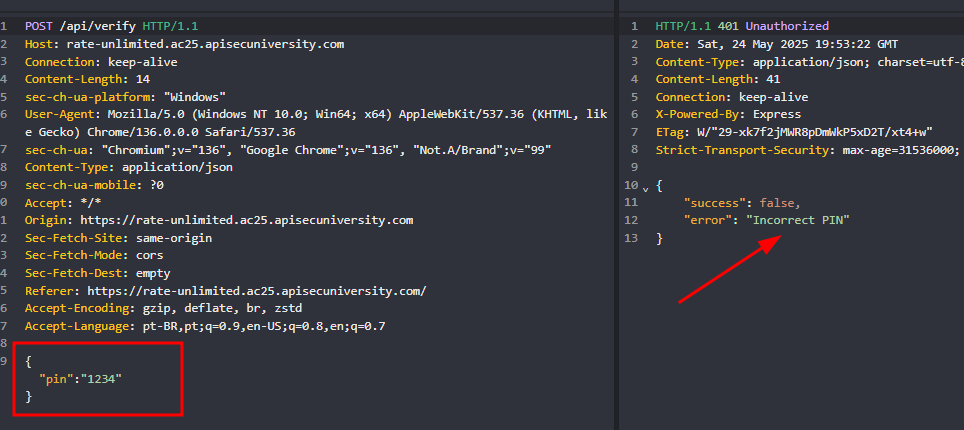 1 POST /api/verify HTTP/1.1
2 Host: rate-unlimited.ac25.apisecuniversity.com
3 Connection: keep-alive
4 Content-Length: 14
5 sec-ch-ua-platform: "Windows"
6 User-Agent: Mozilla/5.0 (Windows NT 10.0; Win64; x64) AppleWebKit/537.36 (KHTML, lik
e Gecko) Chrome/136.0.0.0 Safari/537.36
7 sec-ch-ua: "Chromium";v="136", "Google Chrome";v="136", "Not.A/Brand";v="99"
8 Content-Type: application/json
9 sec-ch-ua-mobile: ?0
0 Accept: */*
1 Origin: https://rate-unlimited.ac25.apisecuniversity.com
2 Sec-Fetch-Site: same-origin
3 Sec-Fetch-Mode: cors
4 Sec-Fetch-Dest: empty
5 Referer: https://rate-unlimited.ac25.apisecuniversity.com/
6 Accept-Encoding: gzip, deflate, br, zstd
7 Accept-Language: pt-BR,pt;q=0.9,en-US;q=0.8,en;q=0.7
8
9 {
"pin":"1234"
}
1 HTTP/1.1 401 Unauthorized
2 Date: Sat, 24 May 2025 19:53:22 GMT
3 Content-Type: application/json; charset=utf-8
4 Content-Length: 41
5 Connection: keep-alive
6 X-Powered-By: Express
7 ETag: W/"29-xk7f2jMWR8pDmWkP5xD2T/xt4+w"
8 Strict-Transport-Security: max-age=31536000;
9
10 {
11 "success": false,
12 "error": "Incorrect PIN"
13 }